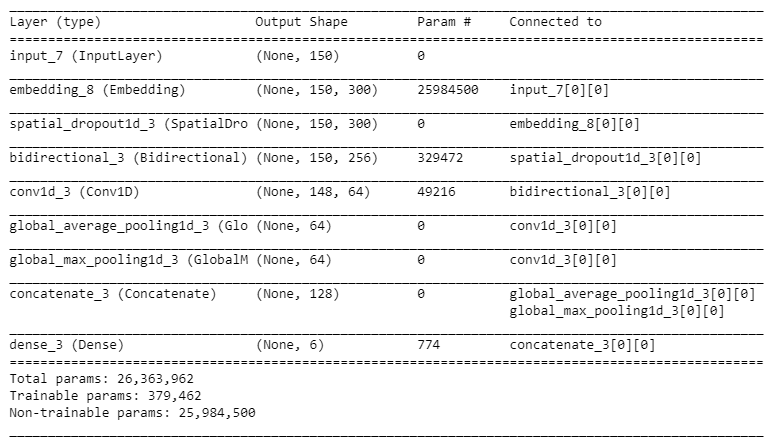 Layer (type) Output Shape Param # Connected to
input_7 (InputLayer) (None, 150) 0
embedding_8 (Embedding) (None, 150, 300) 25984500 input_7[0][0]
spatial_dropout1d_3 (SpatialDro (None, 150, 300) 0 embedding_8[0][0]
bidirectional_3 (Bidirectional) (None, 150, 256) 329472 spatial_dropout1d_3[0][0]
conv1d_3 (Conv1D) (None, 148, 64) 49216 bidirectional_3[0][0]
global_average_pooling1d_3 (Glo (None, 64) 0 conv1d_3[0][0]
global_max_pooling1d_3 (GlobalM (None, 64) 0 conv1d_3[0][0]
concatenate_3 (Concatenate) (None, 128) 0 global_average_pooling1d_3[0][0]
global_max_pooling1d_3[0][0]
dense_3 (Dense) (None, 6) 774 concatenate_3[0][0]
Total params: 26,363,962
Trainable params: 379,462
Non-trainable params: 25,984,500